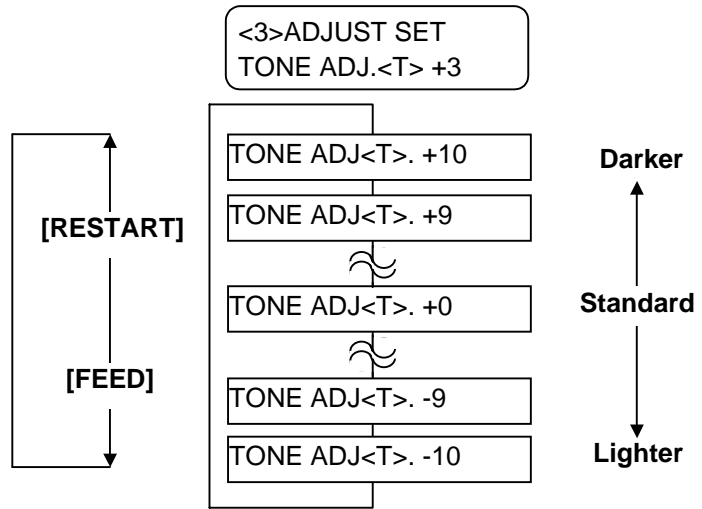 <3>ADJUST SET
TONE ADJ.<T> +3
TONE ADJ<T>. +10
Darker
TONE ADJ<T>. +9
[RESTART]
TONE ADJ<T>. +0
Standard
[FEED]
TONE ADJ<T>. -9
TONE ADJ<T>. -10
Lighter